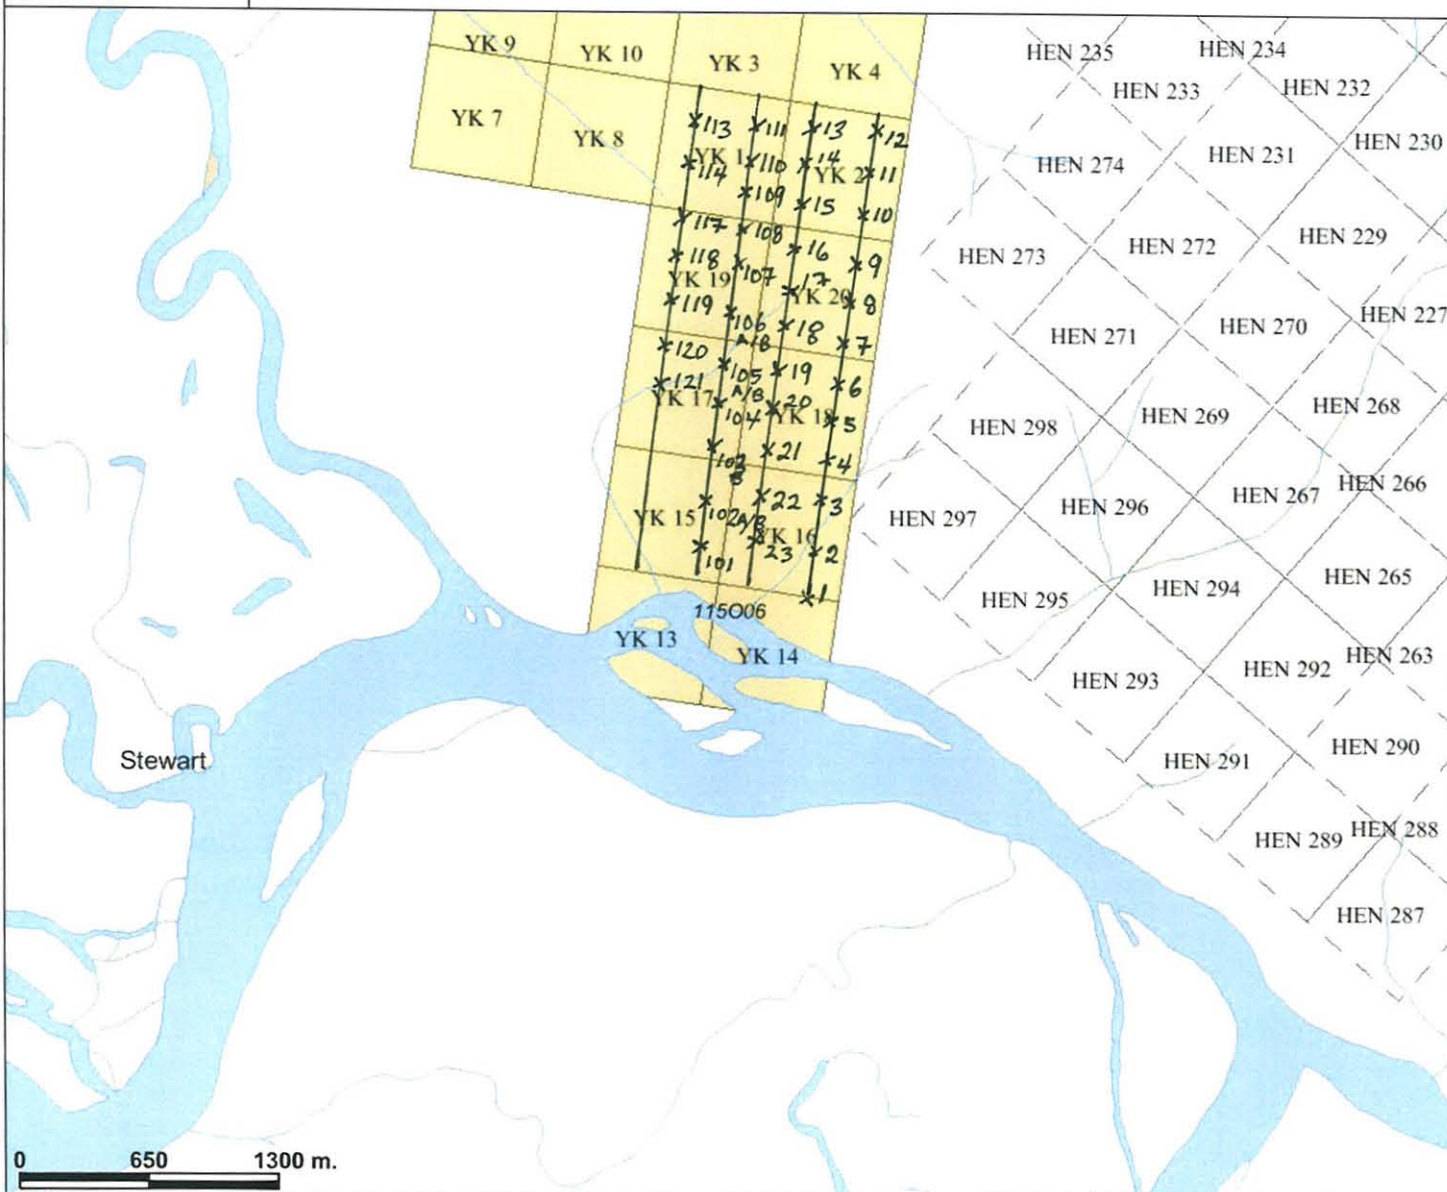 HEN 235
HEN 234
YK 9
YK 10
YK 3
YK 4
HEN 233
HEN 232
YK 7
YK 8
113
111
13
12
HEN 230
YK 1
114
110
14
YK 2
11
HEN 274
HEN 231
109
15
10
117
108
16
9
HEN 273
HEN 272
HEN 229
118
107
17
YK 19
YK 20
8
119
106
A/B
18
7
HEN 271
HEN 270
HEN 227
120
105
A/B
19
6
121
YK 17
104
20
YK 18
5
HEN 298
HEN 269
HEN 268
B
21
4
HEN 267
HEN 266
102A/B
22
3
HEN 297
HEN 296
YK 15
YK 16
101
23
2
1
HEN 295
HEN 294
HEN 265
115O06
YK 13
YK 14
HEN 293
HEN 292
HEN 263
Stewart
HEN 291
HEN 290
HEN 289
HEN 288
HEN 287
0 650 1300 m.